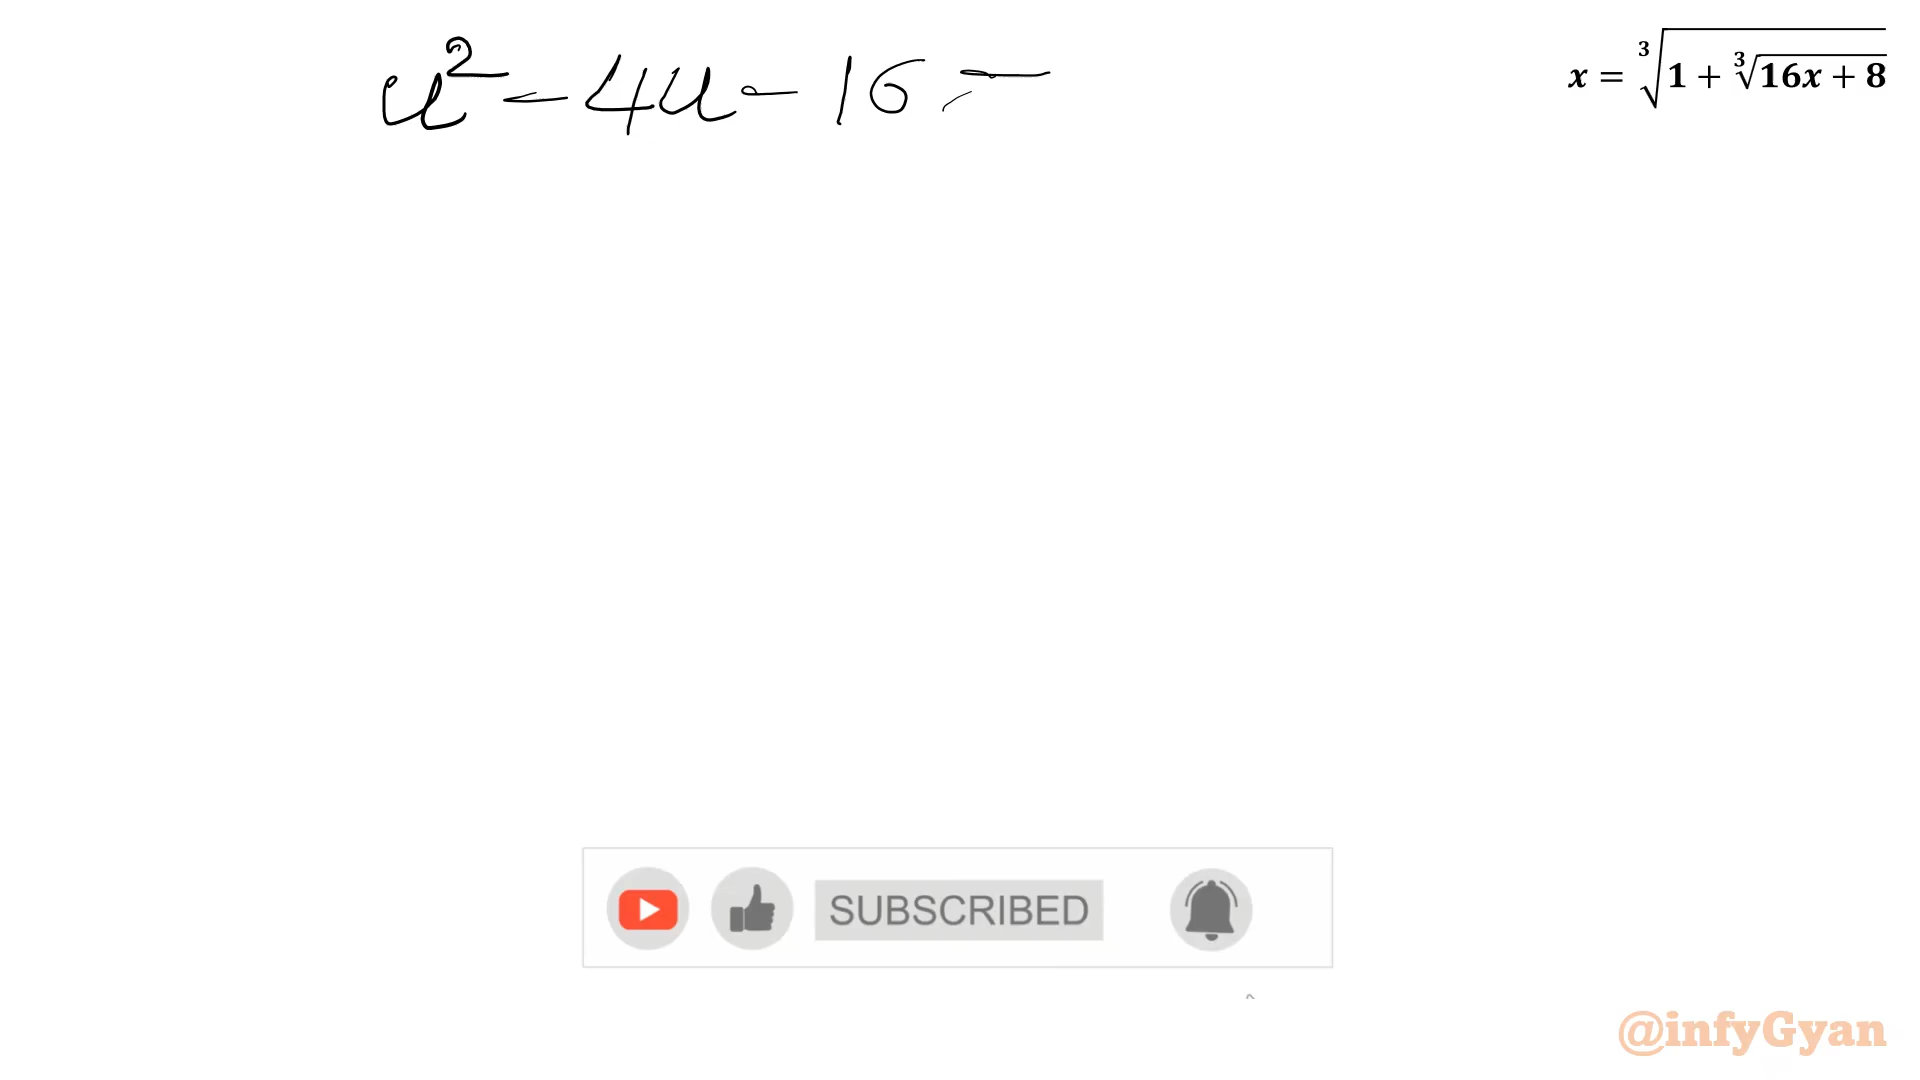 u² - 4u - 16 =
x = ∛(1 + ∛(16x + 8))
SUBSCRIBED
@infyGyan